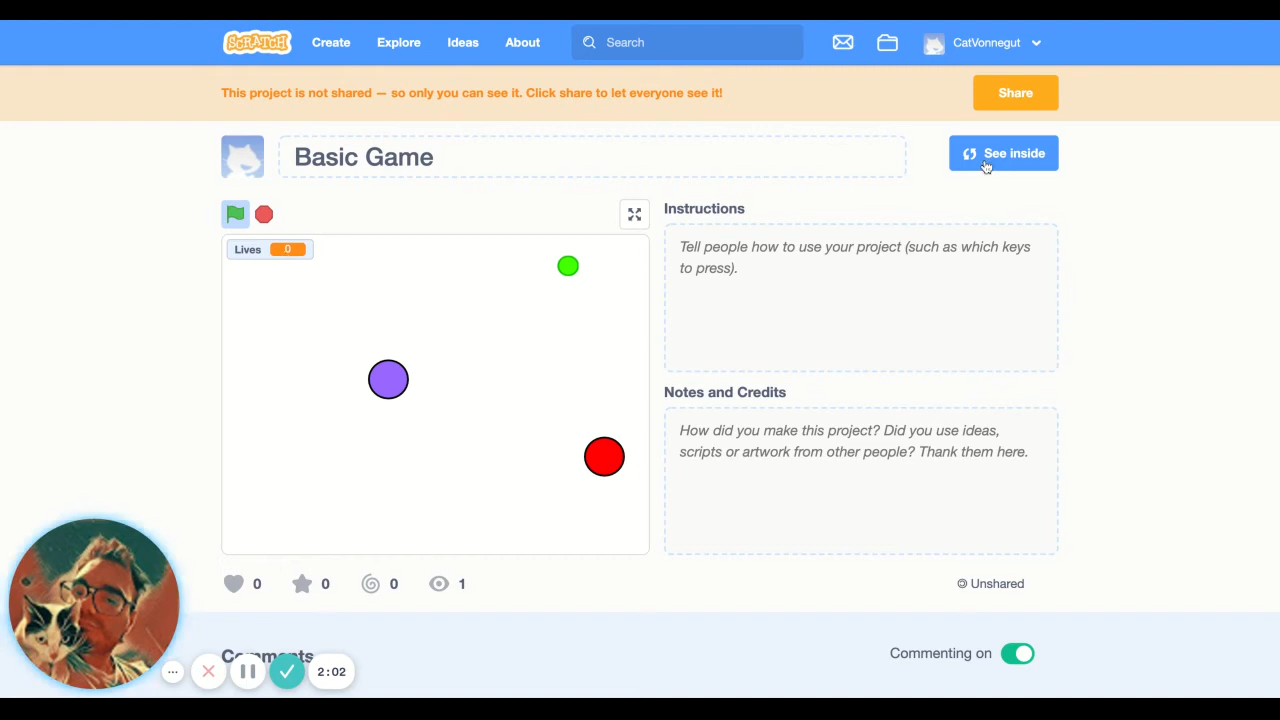 SCRATCH Create Explore Ideas About Search CatVonnegut
This project is not shared — so only you can see it. Click share to let everyone see it! Share
Basic Game See inside
Instructions
Lives 0
Tell people how to use your project (such as which keys
to press).
Notes and Credits
How did you make this project? Did you use ideas,
scripts or artwork from other people? Thank them here.
0 0 0 1 Unshared
Comments Commenting on
2:02